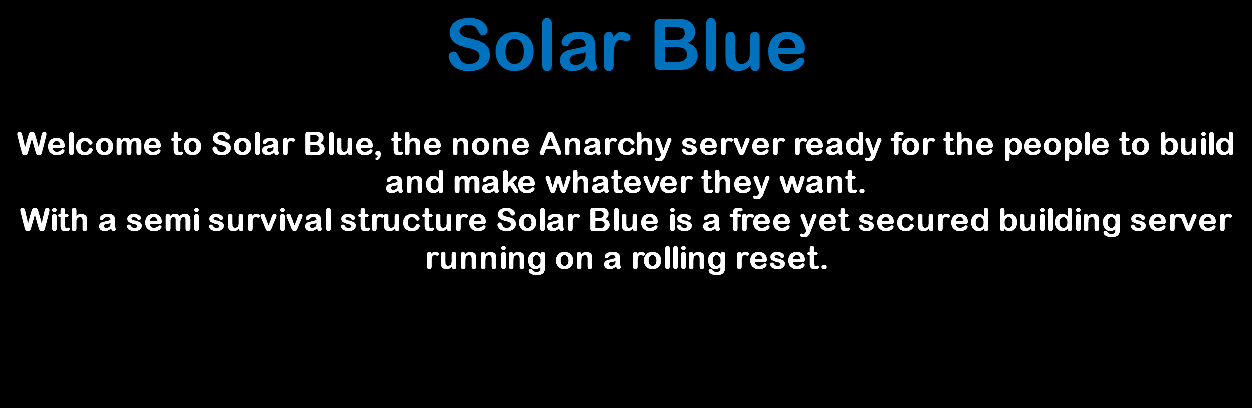 Solar Blue
Welcome to Solar Blue, the none Anarchy server ready for the people to build
and make whatever they want.
With a semi survival structure Solar Blue is a free yet secured building server
running on a rolling reset.